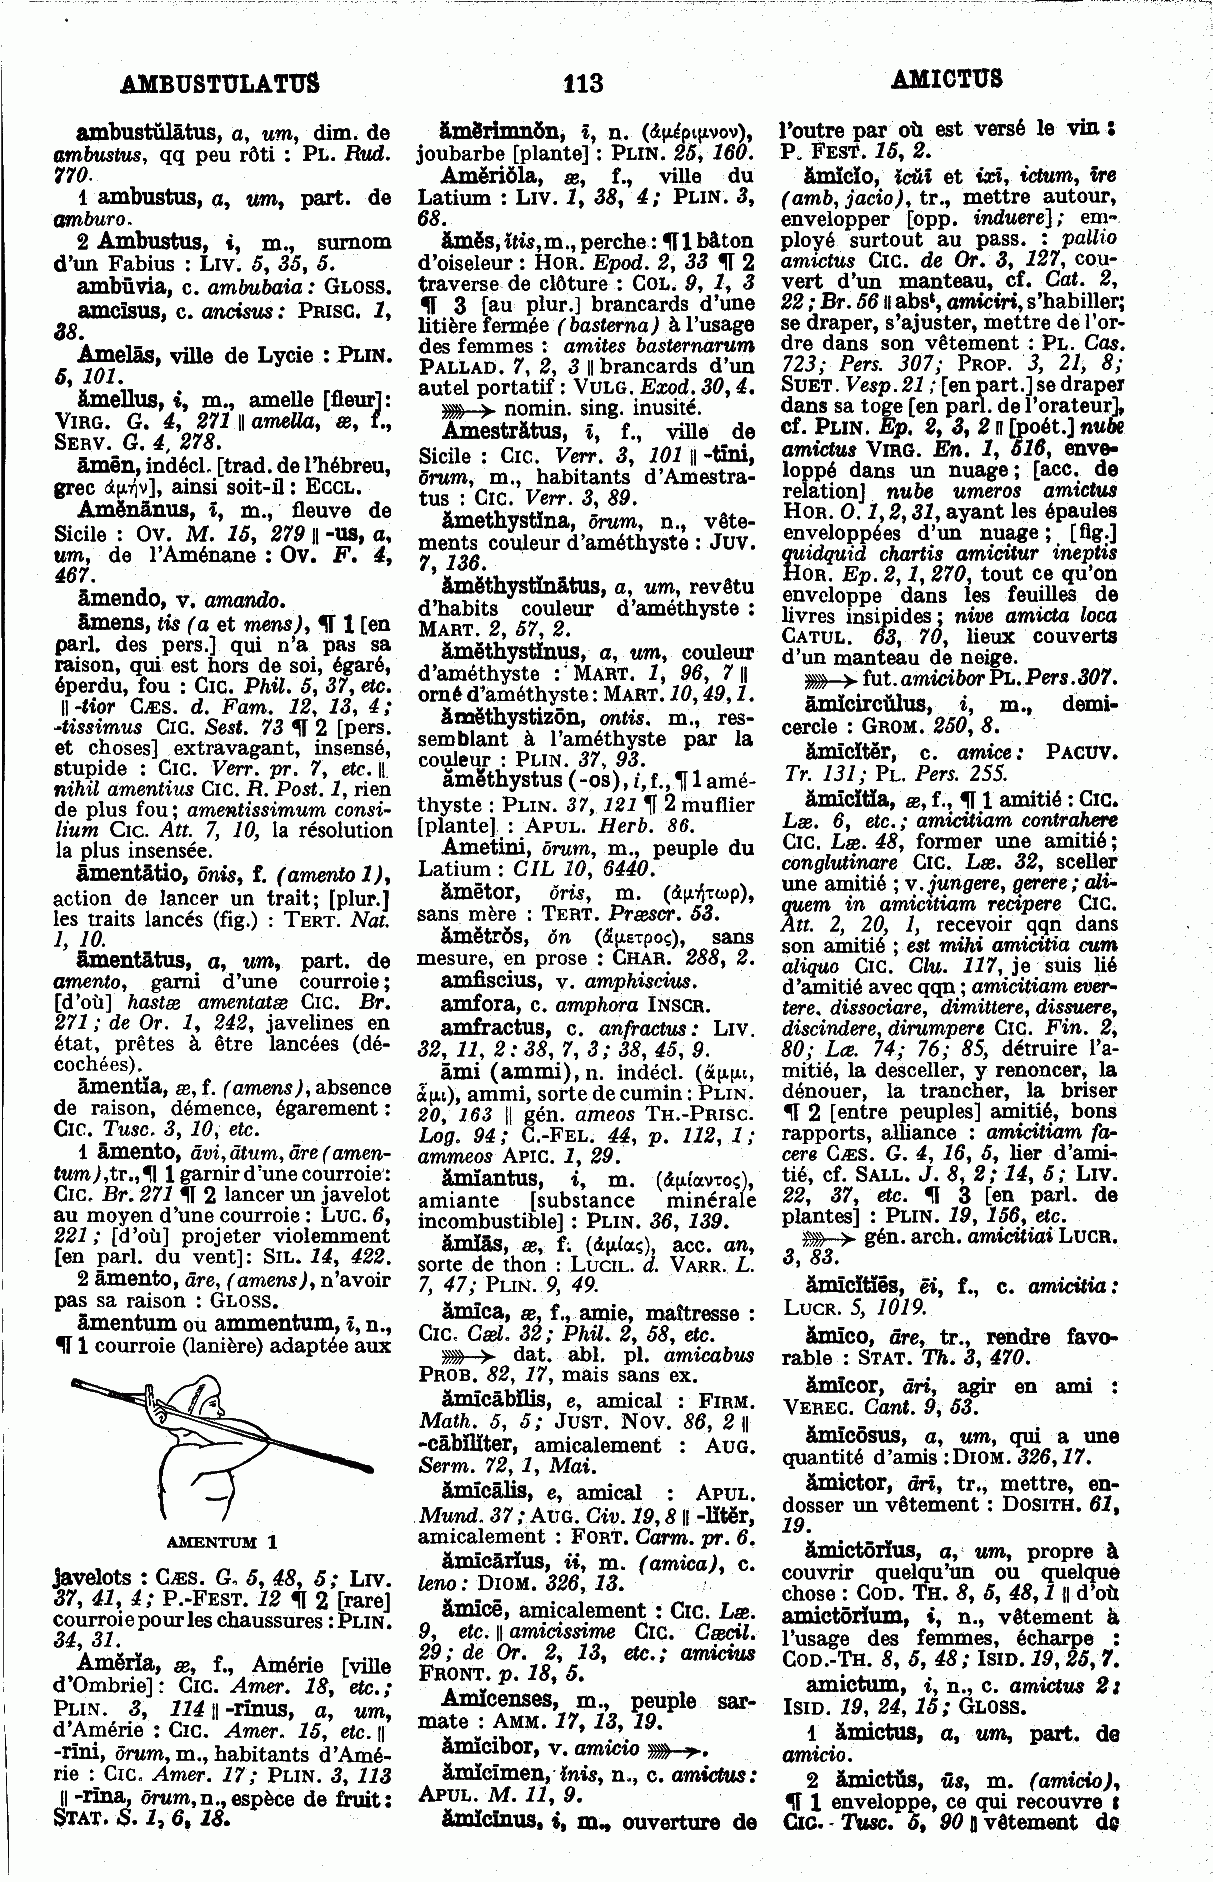 AMBUSTULATUS
113
AMICTUS
ambustŭlātus, a, um, dim. de
ambustus, qq peu rôti : PL. Rud.
770.
1 ambustus, a, um, part. de
amburo.
2 Ambustus, i, m., surnom
d'un Fabius : LIV. 5, 35, 5.
ambūvia, c. ambubaia : GLOSS.
amcīsus, c. ancisus : PRISC. 1,
38.
Amelās, ville de Lycie : PLIN.
5, 101.
ămellus, i, m., amelle [fleur]:
VIRG. G. 4, 271 || amella, æ, f.,
SERV. G. 4, 278.
āmēn, indécl. [trad. de l'hébreu,
grec ἀμήν], ainsi soit-il : ECCL.
Amĕnānus, ī, m., fleuve de
Sicile : OV. M. 15, 279 || -us, a,
um, de l'Aménane : OV. F. 4,
467.
āmendo, v. amando.
āmens, tis (a et mens), ¶ 1 [en
parl. des pers.] qui n'a pas sa
raison, qui est hors de soi, égaré,
éperdu, fou : CIC. Phil. 5, 37, etc.
|| -tior CÆS. d. Fam. 12, 13, 4;
-tissimus CIC. Sest. 73 ¶ 2 [pers.
et choses] extravagant, insensé,
stupide : CIC. Verr. pr. 7, etc. ||
nihil amentius CIC. R. Post. 1, rien
de plus fou; amentissimum consi-
lium CIC. Att. 7, 10, la résolution
la plus insensée.
āmentātio, ōnis, f. (amento 1),
action de lancer un trait; [plur.]
les traits lancés (fig.) : TERT. Nat.
1, 10.
āmentātus, a, um, part. de
amento, garni d'une courroie;
[d'où] hastæ amentatæ CIC. Br.
271; de Or. 1, 242, javelines en
état, prêtes à être lancées (dé-
cochées).
āmentĭa, æ, f. (amens), absence
de raison, démence, égarement :
CIC. Tusc. 3, 10, etc.
1 āmento, āvi, ātum, āre (amen-
tum), tr., ¶ 1 garnir d'une courroie :
CIC. Br. 271 ¶ 2 lancer un javelot
au moyen d'une courroie : LUC. 6,
221; [d'où] projeter violemment
[en parl. du vent]: SIL. 14, 422.
2 āmento, āre, (amens), n'avoir
pas sa raison : GLOSS.
āmentum ou ammentum, ī, n.,
¶ 1 courroie (lanière) adaptée aux
AMENTUM 1
javelots : CÆS. G. 5, 48, 5; LIV.
37, 41, 4; P.-FEST. 12 ¶ 2 [rare]
courroie pour les chaussures : PLIN.
34, 31.
Amĕrĭa, æ, f., Amérie [ville
d'Ombrie] : CIC. Amer. 18, etc.;
PLIN. 3, 114 || -rīnus, a, um,
d'Amérie : CIC. Amer. 15, etc. ||
-rīni, ōrum, m., habitants d'Amé-
rie : CIC. Amer. 17; PLIN. 3, 113
|| -rīna, ōrum, n., espèce de fruit :
STAT. S. 1, 6, 18.
ămĕrimnŏn, ī, n. (ἀμέριμνον),
joubarbe [plante] : PLIN. 25, 160.
Amĕriŏla, æ, f., ville du
Latium : LIV. 1, 38, 4; PLIN. 3,
68.
ămĕs, ĭtis, m., perche : ¶ 1 bâton
d'oiseleur : HOR. Epod. 2, 33 ¶ 2
traverse de clôture : COL. 9, 1, 3
¶ 3 [au plur.] brancards d'une
litière fermée (basterna) à l'usage
des femmes : amites basternarum
PALLAD. 7, 2, 3 || brancards d'un
autel portatif : VULG. Exod. 30, 4.
➳ nomin. sing. inusité.
Amestrătus, ī, f., ville de
Sicile : CIC. Verr. 3, 101 || -tīni,
ōrum, m., habitants d'Amestra-
tus : CIC. Verr. 3, 89.
ămethystĭna, ōrum, n., vête-
ments couleur d'améthyste : JUV.
7, 136.
ămĕthystĭnātus, a, um, revêtu
d'habits couleur d'améthyste :
MART. 2, 57, 2.
ămĕthystĭnus, a, um, couleur
d'améthyste : MART. 1, 96, 7 ||
orné d'améthyste : MART. 10, 49, 1.
ămĕthystizōn, ontis. m., res-
semblant à l'améthyste par la
couleur : PLIN. 37, 93.
ămĕthystus (-os), i, f., ¶ 1 amé-
thyste : PLIN. 37, 121 ¶ 2 muflier
[plante] : APUL. Herb. 86.
Ametini, ōrum, m., peuple du
Latium : CIL 10, 6440.
ămētor, ōris, m. (ἀμήτωρ),
sans mère : TERT. Præscr. 53.
ămĕtrŏs, ŏn (ἄμετρος), sans
mesure, en prose : CHAR. 288, 2.
amfiscius, v. amphiscius.
amfora, c. amphora INSCR.
amfractus, c. anfractus : LIV.
32, 11, 2 : 38, 7, 3; 38, 45, 9.
ămi (ammi), n. indécl. (ἄμμι,
ἄμι), ammi, sorte de cumin : PLIN.
20, 163 || gén. ameos TH.-PRISC.
Log. 94; C.-FEL. 44, p. 112, 1;
ammeos APIC. 1, 29.
ămĭantus, i, m. (ἀμίαντος),
amiante [substance minérale
incombustible] : PLIN. 36, 139.
ămĭās, æ, f. (ἀμίας), acc. an,
sorte de thon : LUCIL. d. VARR. L.
7, 47; PLIN. 9, 49.
ămīca, æ, f., amie, maîtresse :
CIC. Cæl. 32; Phil. 2, 58, etc.
➳ dat. abl. pl. amicabus
PROB. 82, 17, mais sans ex.
ămīcābĭlis, e, amical : FIRM.
Math. 5, 5; JUST. NOV. 86, 2 ||
-cābĭlĭter, amicalement : AUG.
Serm. 72, 1, Mai.
ămīcālis, e, amical : APUL.
Mund. 37; AUG. Civ. 19, 8 || -lĭtĕr,
amicalement : FORT. Carm. pr. 6.
ămīcārĭus, ii, m. (amica), c.
leno : DIOM. 326, 13.
ămīcē, amicalement : CIC. Læ.
9, etc. || amicissime CIC. Cæcil.
29; de Or. 2, 13, etc.; amicius
FRONT. p. 18, 5.
Amĭcenses, m., peuple sar-
mate : AMM. 17, 13, 19.
ămĭcibor, v. amicio ➳.
ămĭcīmen, ĭnis, n., c. amictus :
APUL. M. 11, 9.
ămĭcĭnus, i, m., ouverture de
l'outre par où est versé le vin :
P. FEST. 15, 2.
ămĭcĭo, icŭī et ixī, ictum, īre
(amb, jacio), tr., mettre autour,
envelopper [opp. induere]; em-
ployé surtout au pass. : pallio
amictus CIC. de Or. 3, 127, cou-
vert d'un manteau, cf. Cat. 2,
22; Br. 56 || absᵗ, amiciri, s'habiller;
se draper, s'ajuster, mettre de l'or-
dre dans son vêtement : PL. Cas.
723; Pers. 307; PROP. 3, 21, 8;
SUET. Vesp. 21; [en part.] se draper
dans sa toge [en parl. de l'orateur],
cf. PLIN. Ep. 2, 3, 2 || [poét.] nube
amictus VIRG. En. 1, 516, enve-
loppé dans un nuage; [acc. de
relation] nube umeros amictus
HOR. O. 1, 2, 31, ayant les épaules
enveloppées d'un nuage; [fig.]
quidquid chartis amicitur ineptis
HOR. Ep. 2, 1, 270, tout ce qu'on
enveloppe dans les feuilles de
livres insipides; nive amicta loca
CATUL. 63, 70, lieux couverts
d'un manteau de neige.
➳ fut. amicibor PL. Pers. 307.
ămĭcircŭlus, i, m., demi-
cercle : GROM. 250, 8.
ămīcĭtĕr, c. amice : PACUV.
Tr. 131; PL. Pers. 255.
ămīcĭtĭa, æ, f., ¶ 1 amitié : CIC.
Læ. 6, etc.; amicitiam contrahere
CIC. Læ. 48, former une amitié;
conglutinare CIC. Læ. 32, sceller
une amitié; v. jungere, gerere; ali-
quem in amicitiam recipere CIC.
Att. 2, 20, 1, recevoir qqn dans
son amitié; est mihi amicitia cum
aliquo CIC. Clu. 117, je suis lié
d'amitié avec qqn; amicitiam ever-
tere, dissociare, dimittere, dissuere,
discindere, dirumpere CIC. Fin. 2,
80; Læ. 74; 76; 85, détruire l'a-
mitié, la desceller, y renoncer, la
dénouer, la trancher, la briser
¶ 2 [entre peuples] amitié, bons
rapports, alliance : amicitiam fa-
cere CÆS. G. 4, 16, 5, lier d'ami-
tié, cf. SALL. J. 8, 2; 14, 5; LIV.
22, 37, etc. ¶ 3 [en parl. de
plantes] : PLIN. 19, 156, etc.
➳ gén. arch. amicitiai LUCR.
3, 83.
ămīcĭtĭēs, ēi, f., c. amicitia :
LUCR. 5, 1019.
ămīco, āre, tr., rendre favo-
rable : STAT. Th. 3, 470.
ămīcor, āri, agir en ami :
VEREC. Cant. 9, 53.
ămīcōsus, a, um, qui a une
quantité d'amis : DIOM. 326, 17.
ămictor, ārī, tr., mettre, en-
dosser un vêtement : DOSITH. 61,
19.
ămictōrĭus, a, um, propre à
couvrir quelqu'un ou quelque
chose : COD. TH. 8, 5, 48, 1 || d'où
amictōrĭum, i, n., vêtement à
l'usage des femmes, écharpe :
COD.-TH. 8, 5, 48; ISID. 19, 25, 7.
amictum, i, n., c. amictus 2 :
ISID. 19, 24, 15; GLOSS.
1 ămictus, a, um, part. de
amicio.
2 ămictŭs, ūs, m. (amicio),
¶ 1 enveloppe, ce qui recouvre :
CIC. Tusc. 5, 90 || vêtement de